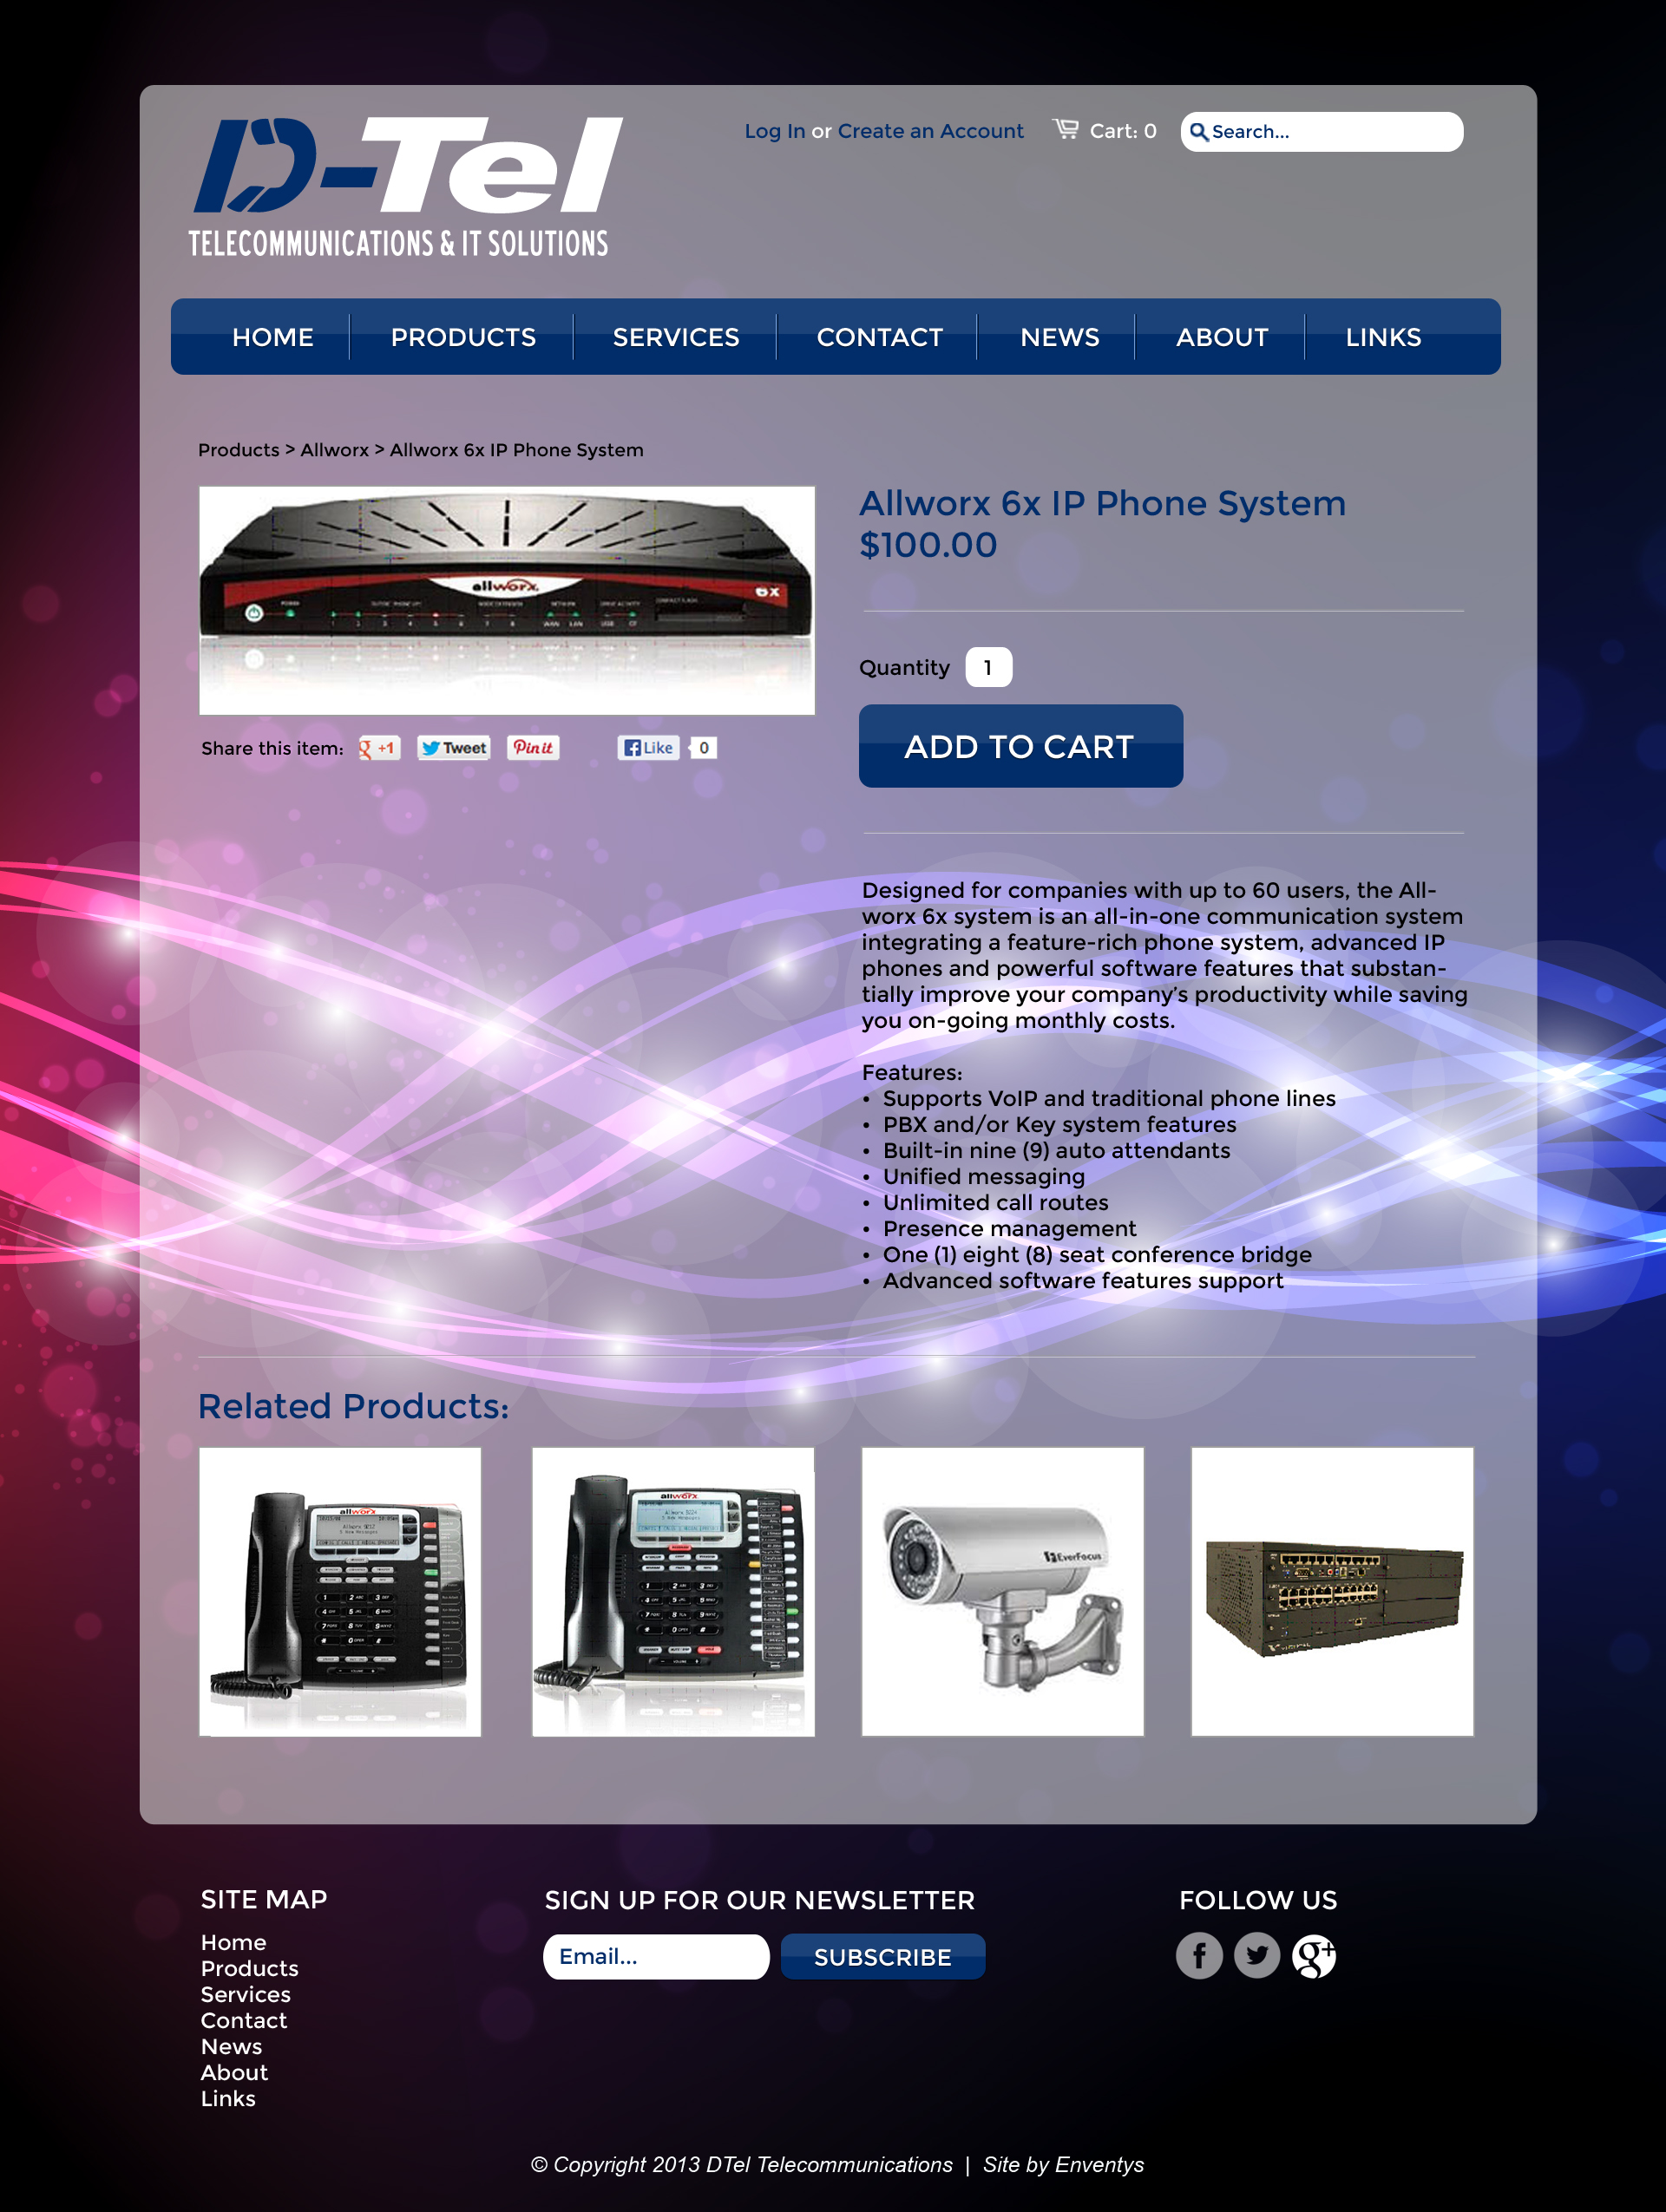 D-Tel
TELECOMMUNICATIONS & IT SOLUTIONS
Log In or Create an Account
Cart: 0
Search...
HOME
PRODUCTS
SERVICES
CONTACT
NEWS
ABOUT
LINKS
Products > Allworx > Allworx 6x IP Phone System
allworx
6x
POWER
WAN LAN
Share this item:
g +1
Tweet
Pin it
Like
0
Allworx 6x IP Phone System
$100.00
Quantity 1
ADD TO CART
Designed for companies with up to 60 users, the All-
worx 6x system is an all-in-one communication system
integrating a feature-rich phone system, advanced IP
phones and powerful software features that substan-
tially improve your company's productivity while saving
you on-going monthly costs.
Features:
• Supports VoIP and traditional phone lines
• PBX and/or Key system features
• Built-in nine (9) auto attendants
• Unified messaging
• Unlimited call routes
• Presence management
• One (1) eight (8) seat conference bridge
• Advanced software features support
Related Products:
allworx
allworx
EverFocus
SITE MAP
Home
Products
Services
Contact
News
About
Links
SIGN UP FOR OUR NEWSLETTER
Email...
SUBSCRIBE
FOLLOW US
© Copyright 2013 DTel Telecommunications | Site by Enventys